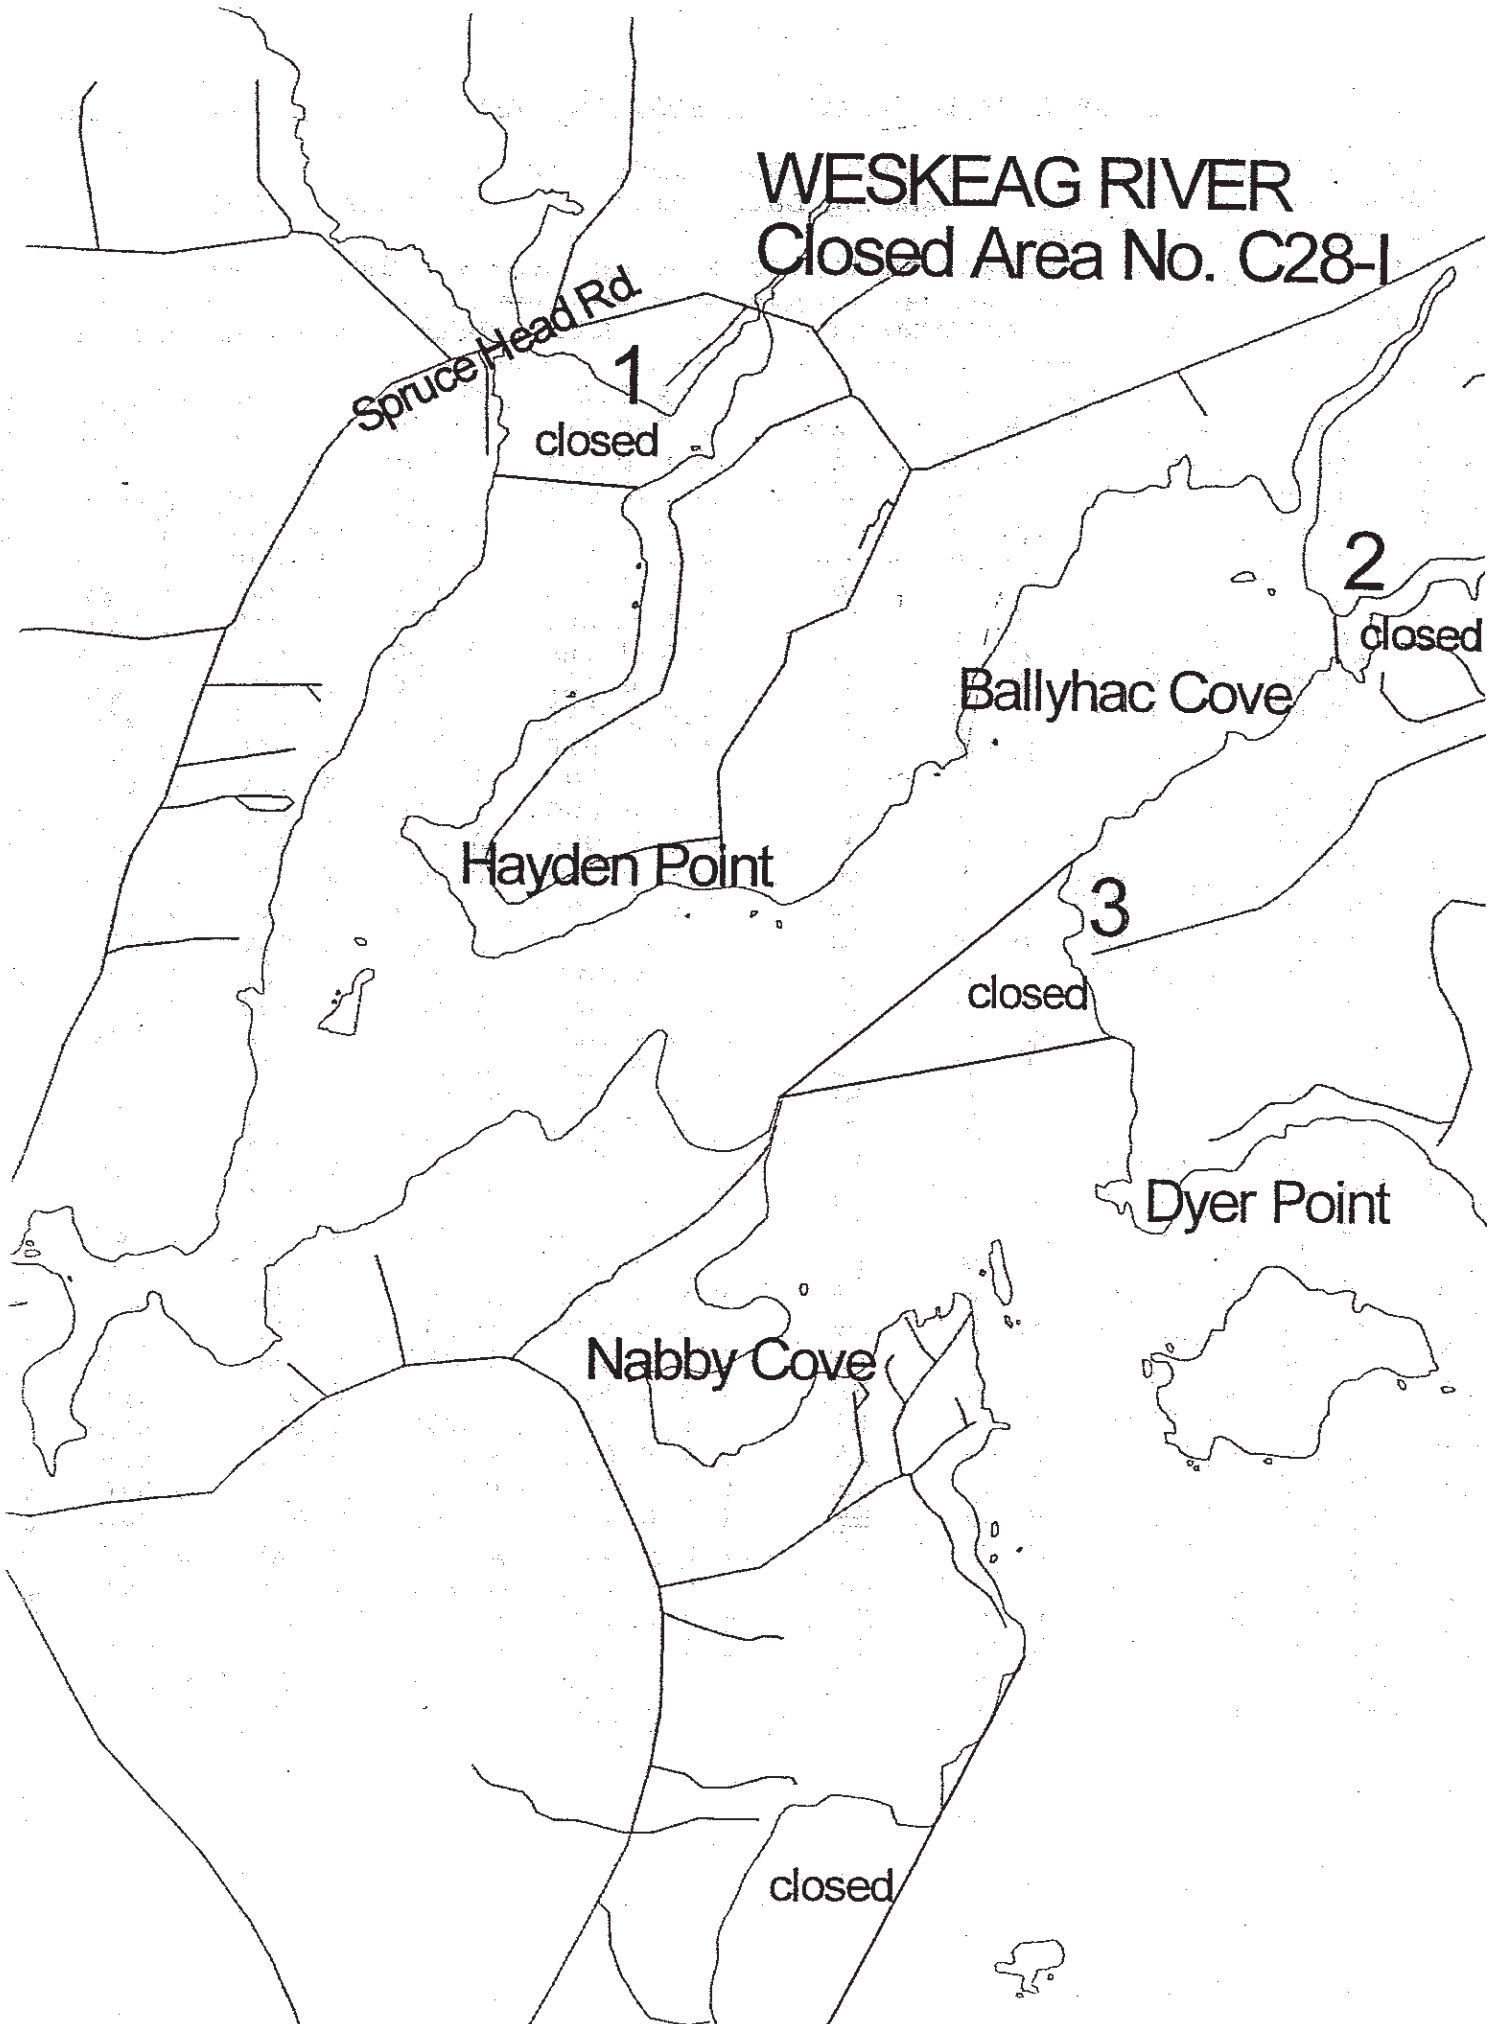 WESKEAG RIVER
Closed Area No. C28-I
Spruce Head Rd
1
closed
2
closed
Ballyhac Cove
Hayden Point
3
closed
Dyer Point
Nabby Cove
closed